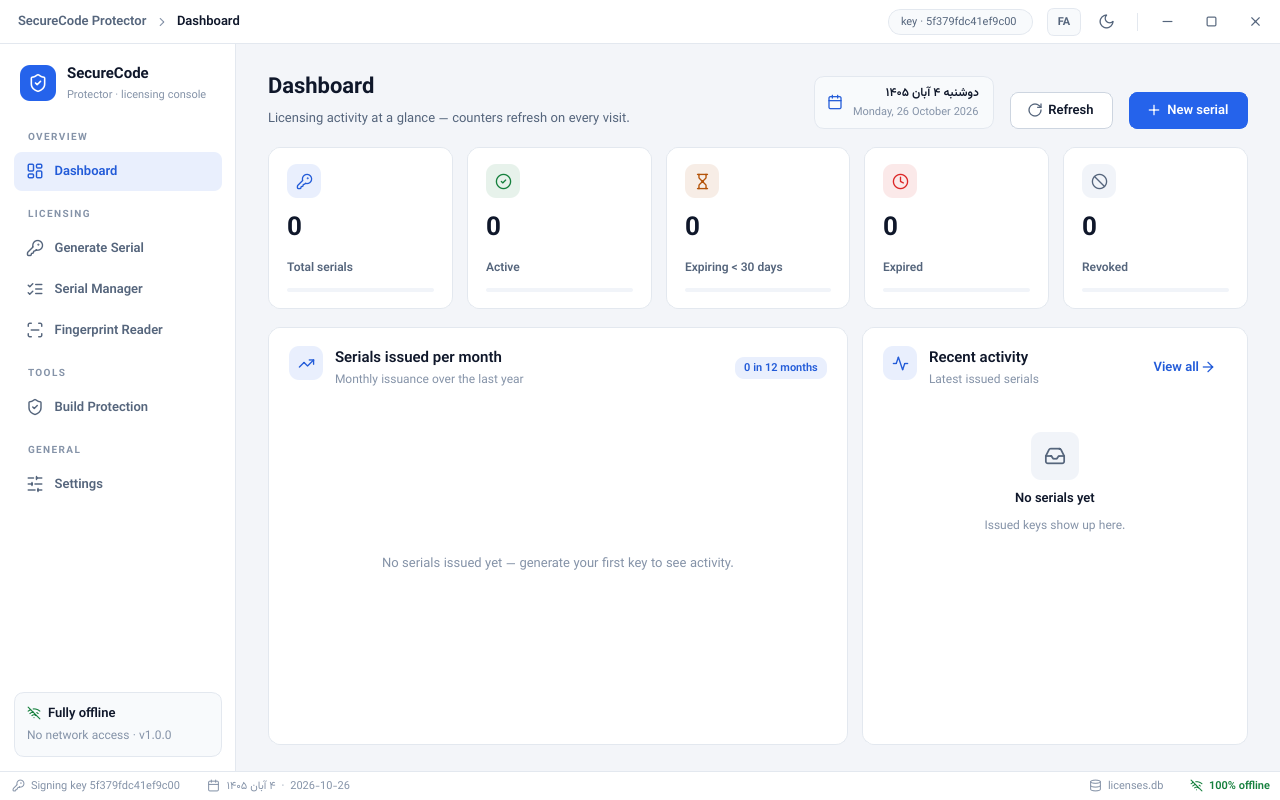 SecureCode Protector > Dashboard
key · 5f379fdc41ef9c00
FA
SecureCode
Protector · licensing console
OVERVIEW
Dashboard
LICENSING
Generate Serial
Serial Manager
Fingerprint Reader
TOOLS
Build Protection
GENERAL
Settings
Fully offline
No network access · v1.0.0
Dashboard
Licensing activity at a glance — counters refresh on every visit.
دوشنبه ۴ آبان ۱۴۰۵
Monday, 26 October 2026
Refresh
New serial
0
Total serials
0
Active
0
Expiring < 30 days
0
Expired
0
Revoked
Serials issued per month
Monthly issuance over the last year
0 in 12 months
No serials issued yet — generate your first key to see activity.
Recent activity
Latest issued serials
View all
No serials yet
Issued keys show up here.
Signing key 5f379fdc41ef9c00
۴ آبان ۱۴۰۵ · 2026-10-26
licenses.db
100% offline